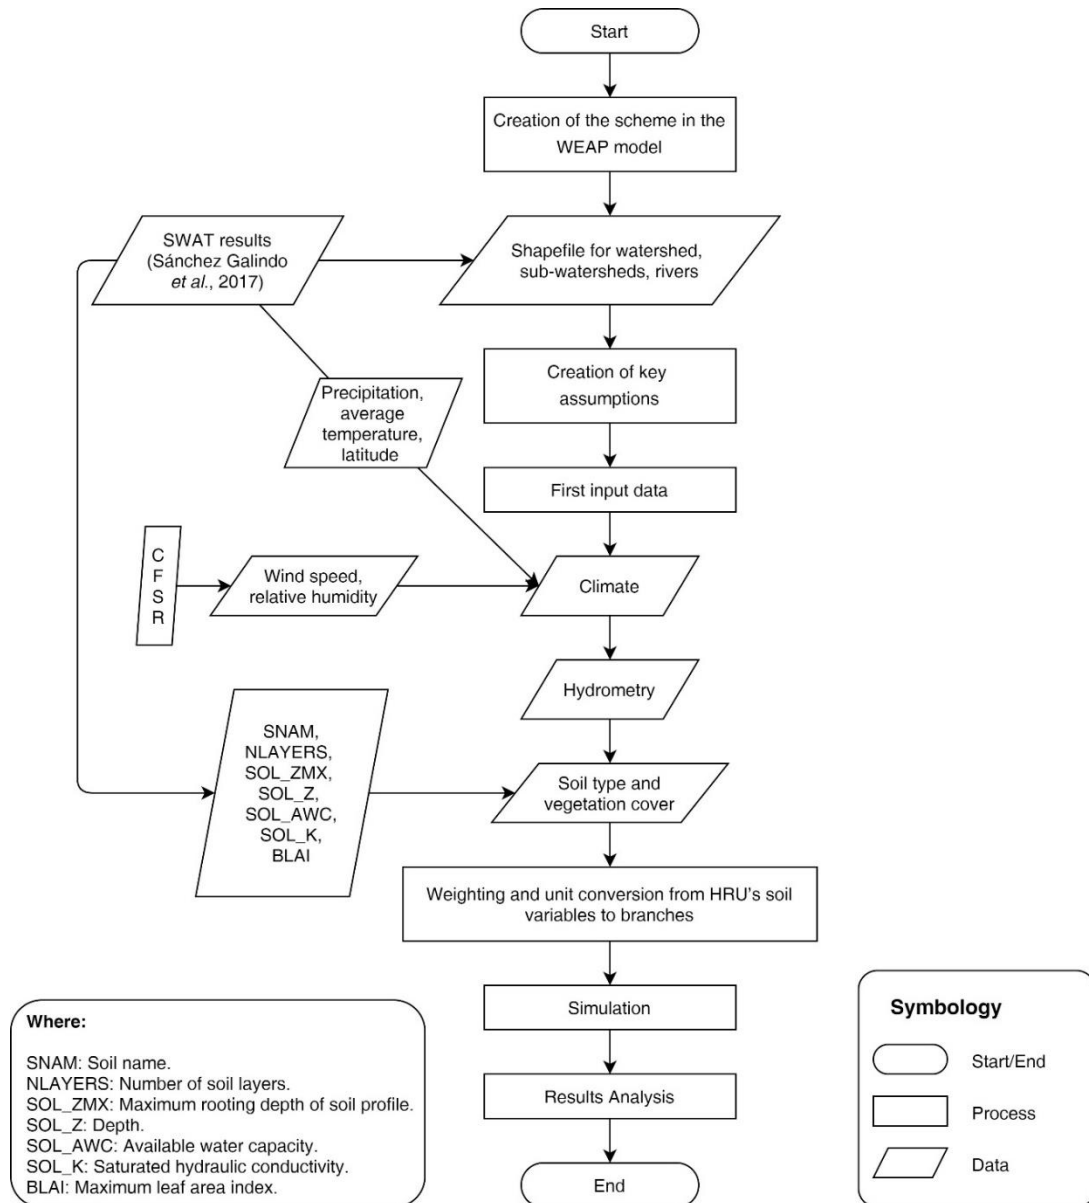 Start
Creation of the scheme in the
WEAP model
SWAT results
(Sánchez Galindo
et al., 2017)
Shapefile for watershed,
sub-watersheds, rivers
Creation of key
assumptions
Precipitation,
average
temperature,
latitude
First input data
C
F
S
R
Wind speed,
relative humidity
Climate
Hydrometry
SNAM,
NLAYERS,
SOL_ZMX,
SOL_Z,
SOL_AWC,
SOL_K,
BLAI
Soil type and
vegetation cover
Weighting and unit conversion from HRU's soil
variables to branches
Simulation
Results Analysis
End
Where:
SNAM: Soil name.
NLAYERS: Number of soil layers.
SOL_ZMX: Maximum rooting depth of soil profile.
SOL_Z: Depth.
SOL_AWC: Available water capacity.
SOL_K: Saturated hydraulic conductivity.
BLAI: Maximum leaf area index.
Symbology
Start/End
Process
Data